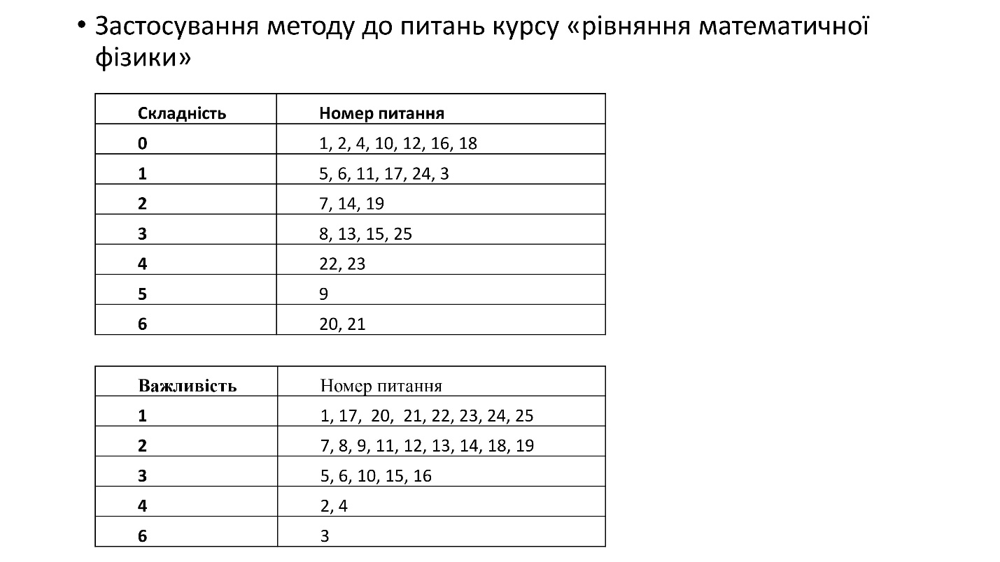 • Застосування методу до питань курсу «рівняння математичної
фізики»
Складність Номер питання
0 1, 2, 4, 10, 12, 16, 18
1 5, 6, 11, 17, 24, 3
2 7, 14, 19
3 8, 13, 15, 25
4 22, 23
5 9
6 20, 21
Важливість Номер питання
1 1, 17, 20, 21, 22, 23, 24, 25
2 7, 8, 9, 11, 12, 13, 14, 18, 19
3 5, 6, 10, 15, 16
4 2, 4
6 3